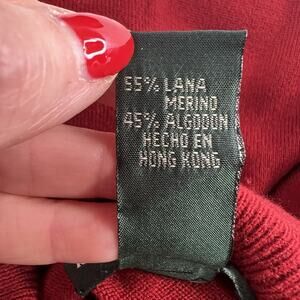 55% LANA
MERINO
45% ALGODON
HECHO EN
HONG KONG